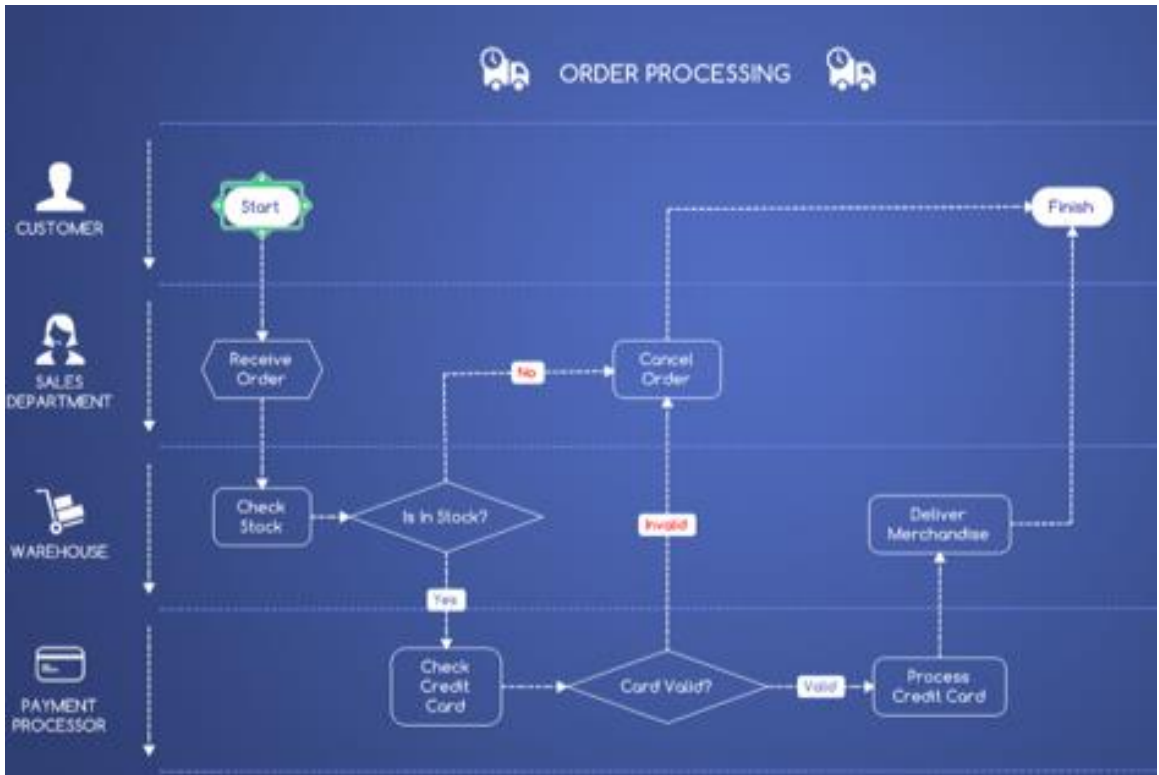 ORDER PROCESSING
CUSTOMER
Start
Finish
SALES
DEPARTMENT
Receive
Order
No
Cancel
Order
WAREHOUSE
Check
Stock
Is In Stock?
Yes
Invalid
Deliver
Merchandise
PAYMENT
PROCESSOR
Check
Credit
Card
Card Valid?
Valid
Process
Credit Card